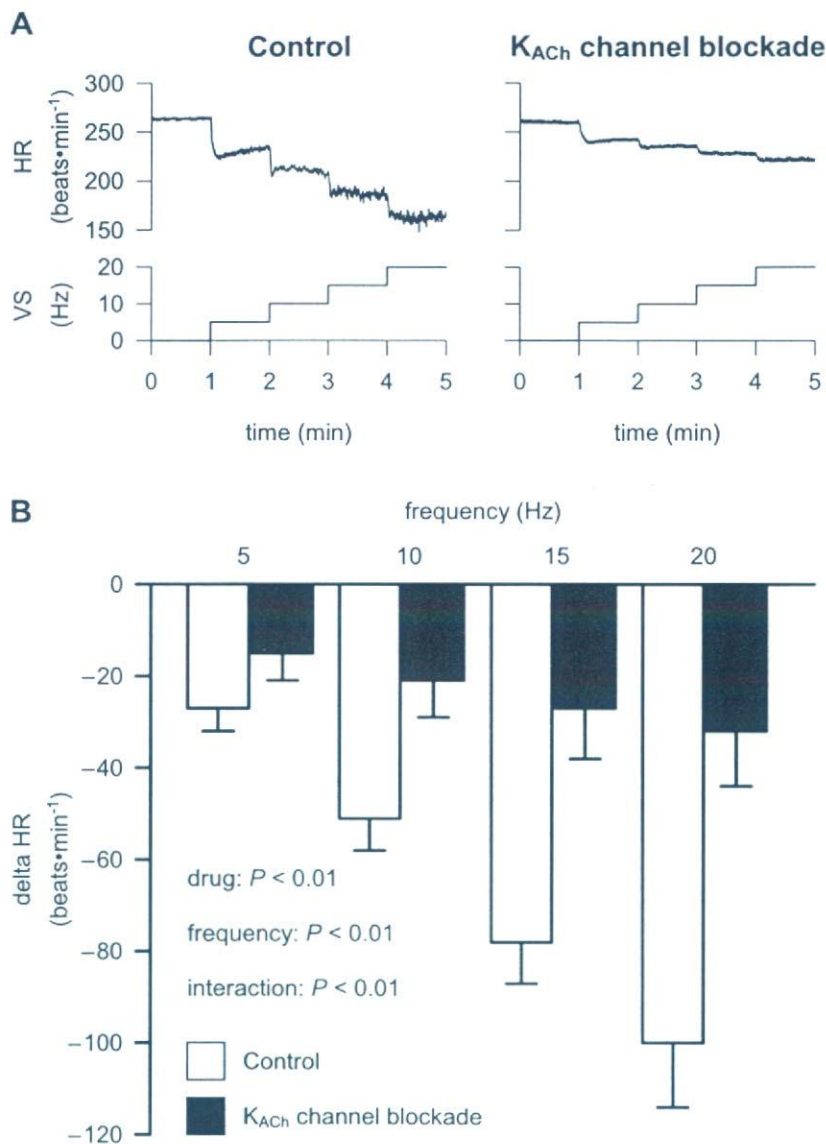 A
Control
K_ACh channel blockade
HR
(beats•min⁻¹)
300
250
200
150
VS
(Hz)
20
10
0
0 1 2 3 4 5
time (min)
0 1 2 3 4 5
time (min)
B
frequency (Hz)
5 10 15 20
delta HR
(beats•min⁻¹)
0
−20
−40
−60
−80
−100
−120
drug: P < 0.01
frequency: P < 0.01
interaction: P < 0.01
Control
K_ACh channel blockade